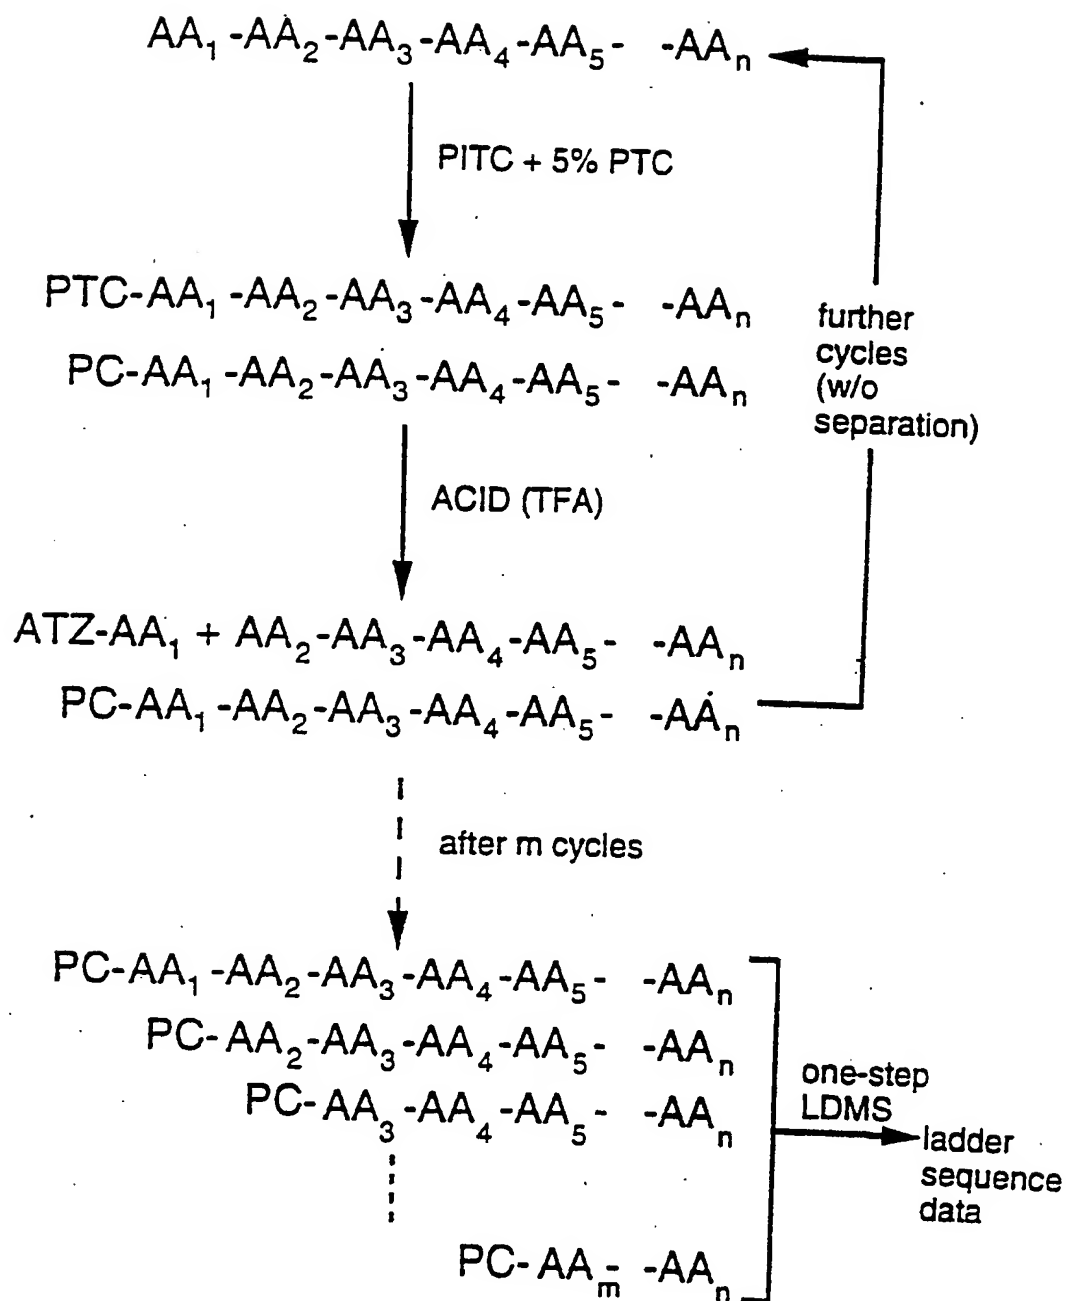 AA₁ -AA₂-AA₃-AA₄-AA₅- -AAₙ
PITC + 5% PTC
PTC-AA₁ -AA₂-AA₃-AA₄-AA₅- -AAₙ
PC-AA₁ -AA₂-AA₃-AA₄-AA₅- -AAₙ
further
cycles
(w/o
separation)
ACID (TFA)
ATZ-AA₁ + AA₂-AA₃-AA₄-AA₅- -AAₙ
PC-AA₁ -AA₂-AA₃-AA₄-AA₅- -AAₙ
after m cycles
PC-AA₁ -AA₂-AA₃-AA₄-AA₅- -AAₙ
PC- AA₂-AA₃-AA₄-AA₅- -AAₙ
PC- AA₃ -AA₄-AA₅- -AAₙ
one-step
LDMS
ladder
sequence
data
PC- AAₘ- -AAₙ